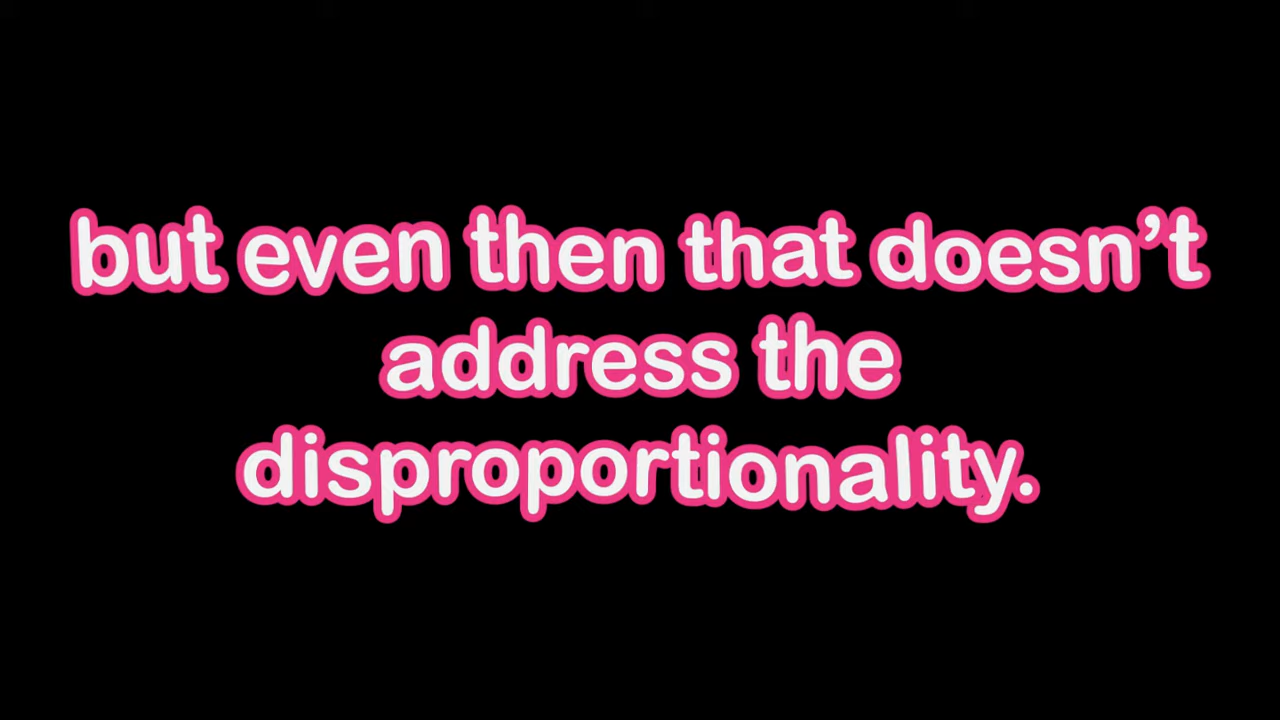 but even then that doesn’t
address the
disproportionality.